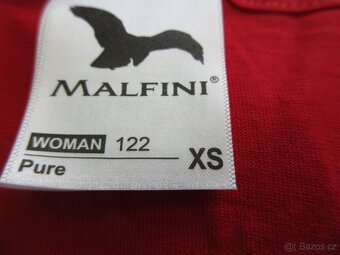 MALFINI®
WOMAN 122
Pure XS
Bazos.cz